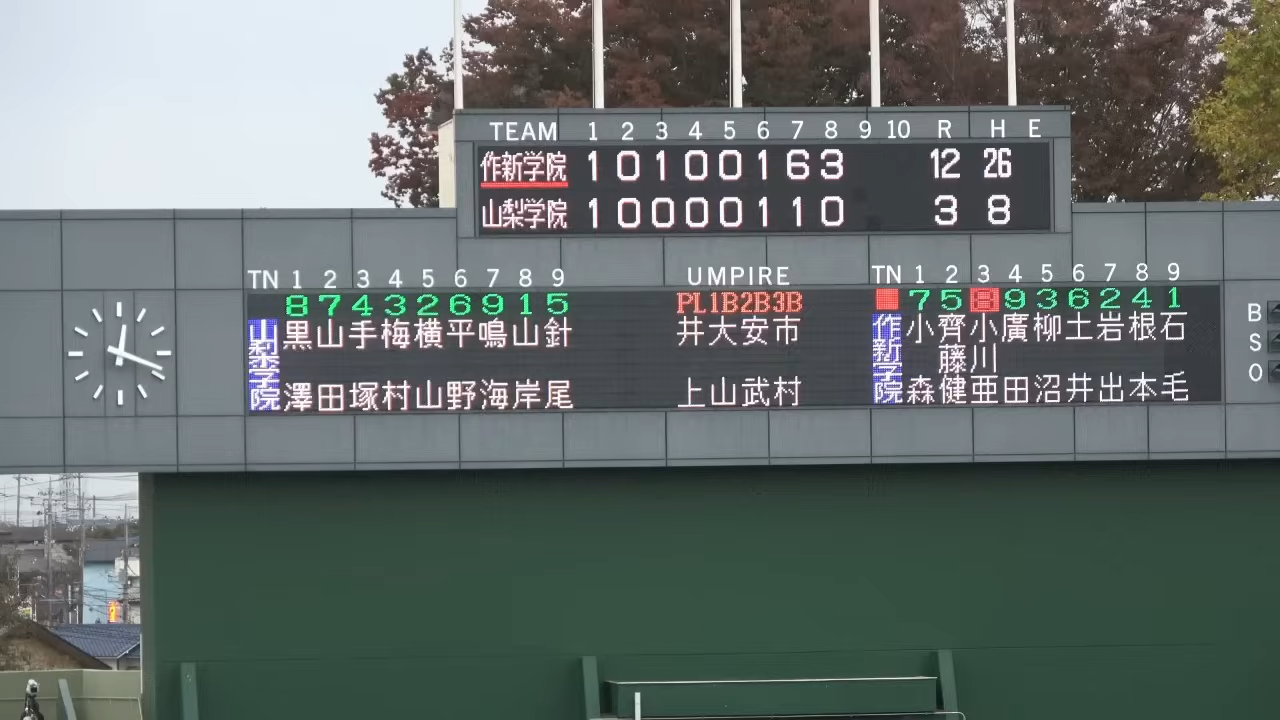 TEAM 1 2 3 4 5 6 7 8 9 10 R H E
作新学院 1 0 1 0 0 1 6 3 12 26
山梨学院 1 0 0 0 0 1 1 0 3 8
TN 1 2 3 4 5 6 7 8 9
8 7 4 3 2 6 9 1 5
山梨学院
黒澤
山田
手塚
梅村
横山
平野
鳴海
山岸
針尾
UMPIRE
PL 1B 2B 3B
井上
大山
安武
市村
TN 1 2 3 4 5 6 7 8 9
7 5 8 9 3 6 2 4 1
作新学院
小森
齊藤健
小川亜
廣田
柳沼
土井
岩出
根本
石毛
B
S
O